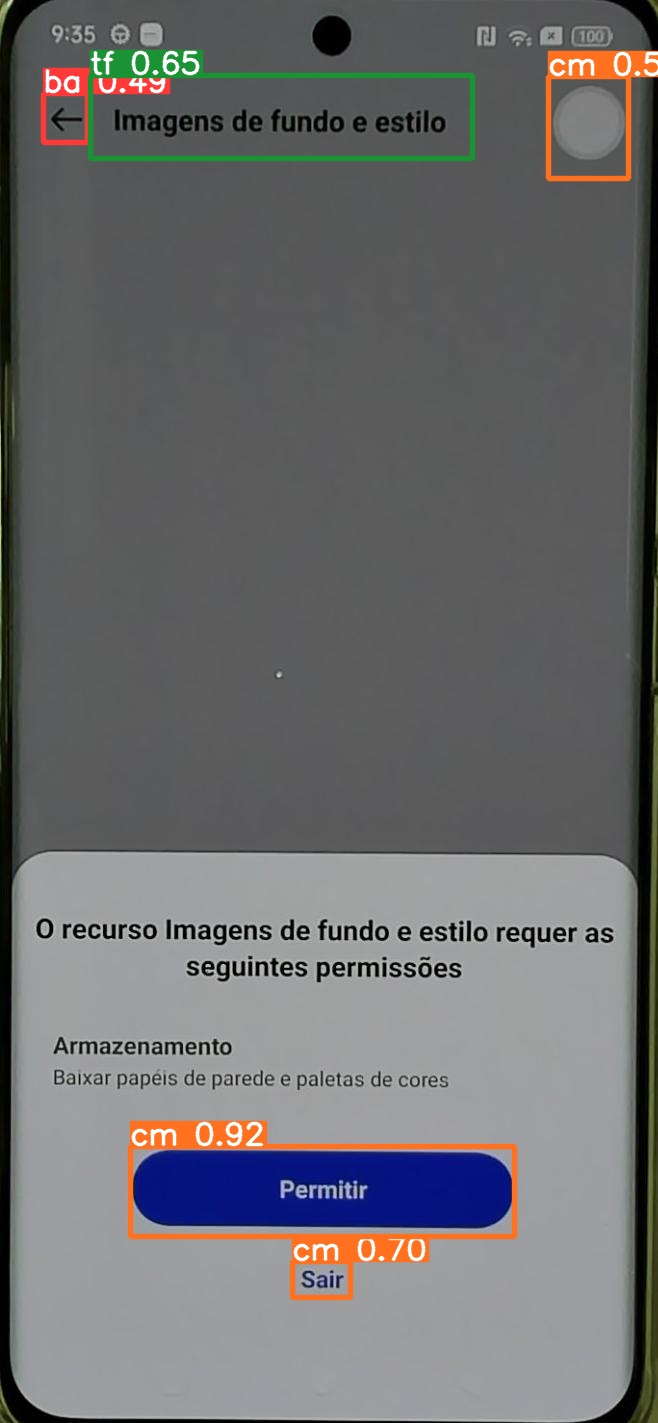 9:35
100
tf 0.65
ba 0.49
cm 0.5
Imagens de fundo e estilo
O recurso Imagens de fundo e estilo requer as
seguintes permissões
Armazenamento
Baixar papéis de parede e paletas de cores
cm 0.92
Permitir
cm 0.70
Sair